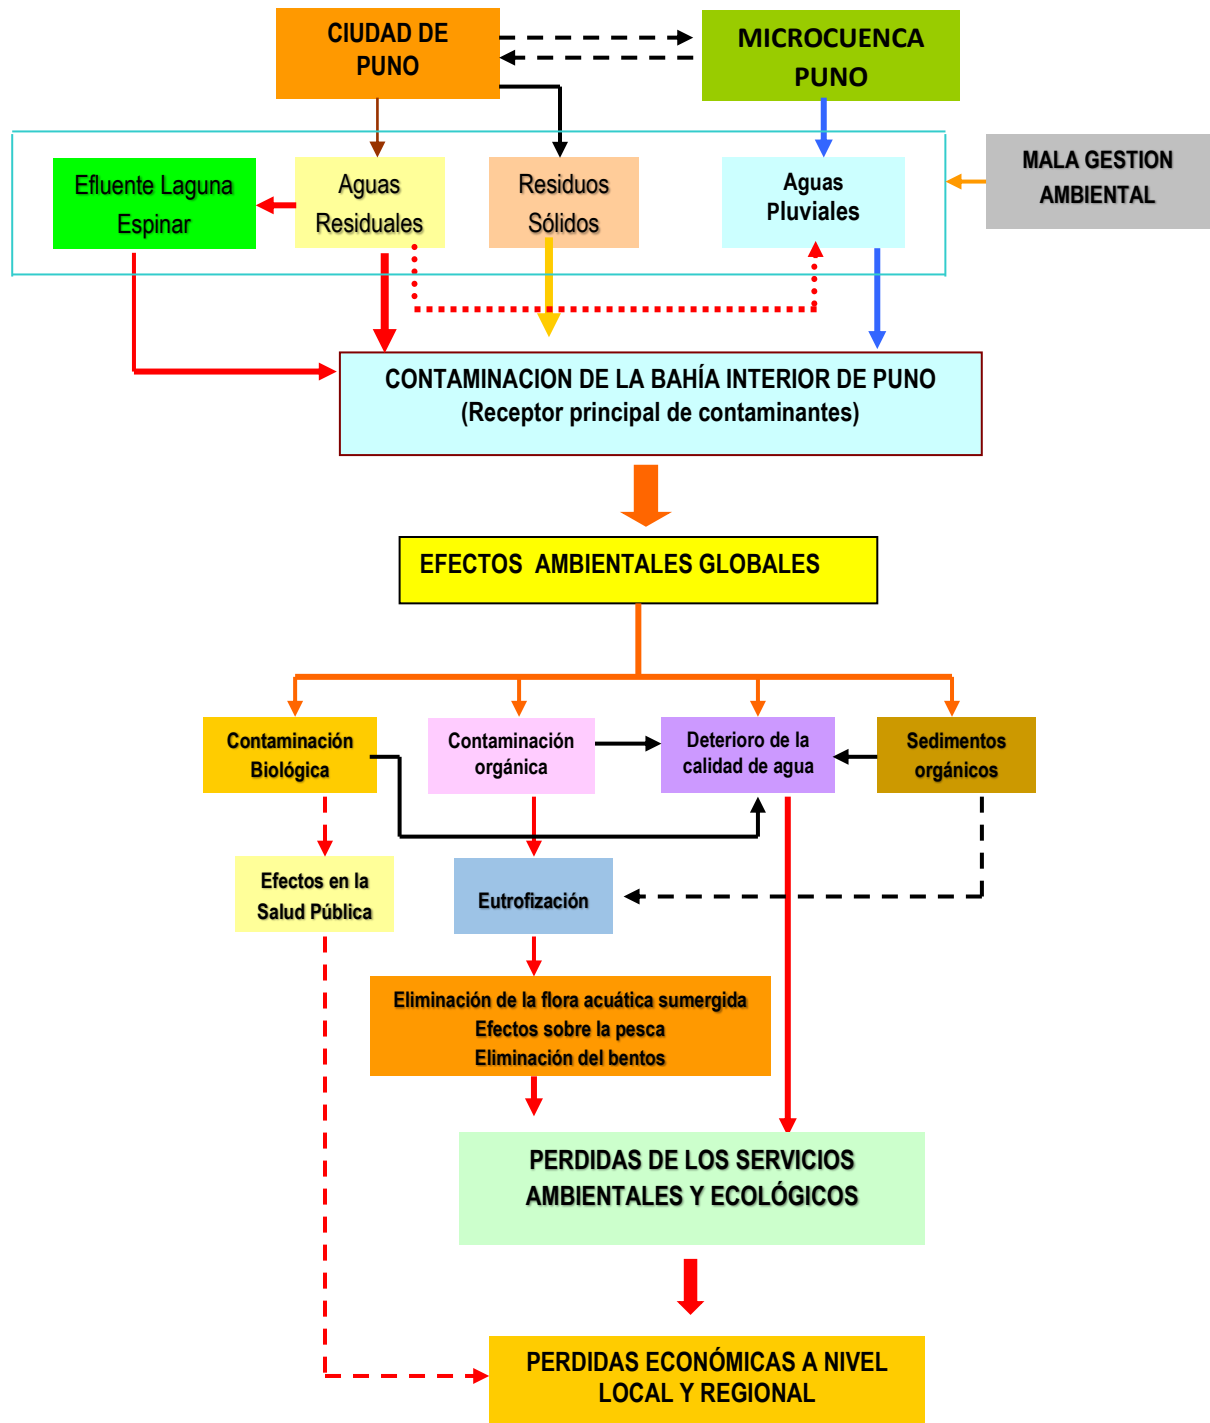 CIUDAD DE
PUNO
MICROCUENCA
PUNO
MALA GESTION
AMBIENTAL
Efluente Laguna
Espinar
Aguas
Residuales
Residuos
Sólidos
Aguas
Pluviales
CONTAMINACION DE LA BAHÍA INTERIOR DE PUNO
(Receptor principal de contaminantes)
EFECTOS AMBIENTALES GLOBALES
Contaminación
Biológica
Contaminación
orgánica
Deterioro de la
calidad de agua
Sedimentos
orgánicos
Efectos en la
Salud Pública
Eutrofización
Eliminación de la flora acuática sumergida
Efectos sobre la pesca
Eliminación del bentos
PERDIDAS DE LOS SERVICIOS
AMBIENTALES Y ECOLÓGICOS
PERDIDAS ECONÓMICAS A NIVEL
LOCAL Y REGIONAL